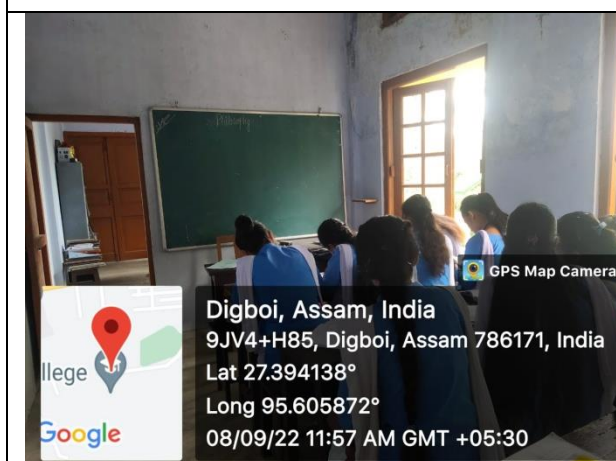 Philosophy
GPS Map Camera
Digboi, Assam, India
9JV4+H85, Digboi, Assam 786171, India
Lat 27.394138°
Long 95.605872°
08/09/22 11:57 AM GMT +05:30
llege
Google